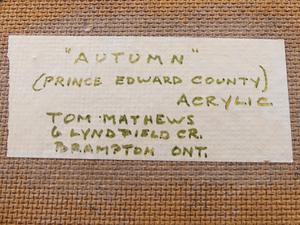 "AUTUMN"
(PRINCE EDWARD COUNTY)
ACRYLIC
TOM MATHEWS
6 LYNDFIELD CR.
BRAMPTON ONT.